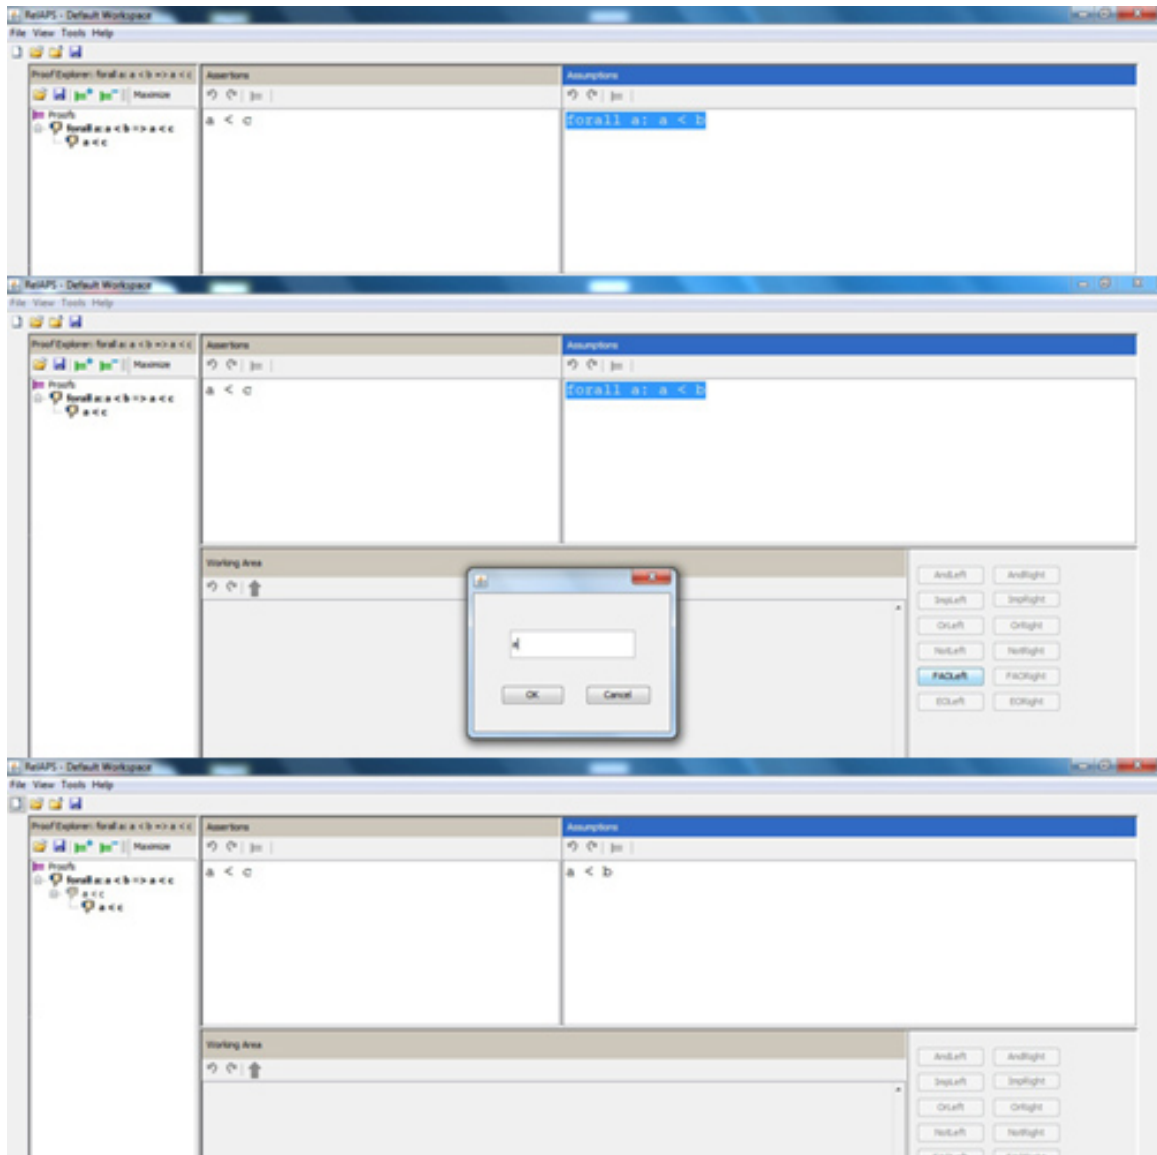 RelAPS - Default Workspace
File View Tools Help
Proof Explorer: forall a: a < b => a < c
Assertions
Assumptions
Maximize
Proofs
forall a: a < b => a < c
a < c
a < c
forall a: a < b
RelAPS - Default Workspace
File View Tools Help
Proof Explorer: forall a: a < b => a < c
Assertions
Assumptions
Maximize
Proofs
forall a: a < b => a < c
a < c
a < c
forall a: a < b
Working Area
AndLeft AndRight
ImpLeft ImpRight
OrLeft OrRight
NotLeft NotRight
FAOLeft FAORight
EOLeft EORight
a
OK Cancel
RelAPS - Default Workspace
File View Tools Help
Proof Explorer: forall a: a < b => a < c
Assertions
Assumptions
Maximize
Proofs
forall a: a < b => a < c
a < c
a < c
a < c
a < b
Working Area
AndLeft AndRight
ImpLeft ImpRight
OrLeft OrRight
NotLeft NotRight